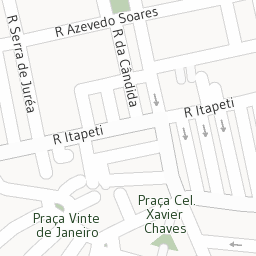 R Azevedo Soares
R Serra de Juréa
R da Cândida
R Itapeti
R Itapeti
Praça Cel.
Xavier
Chaves
Praça Vinte
de Janeiro